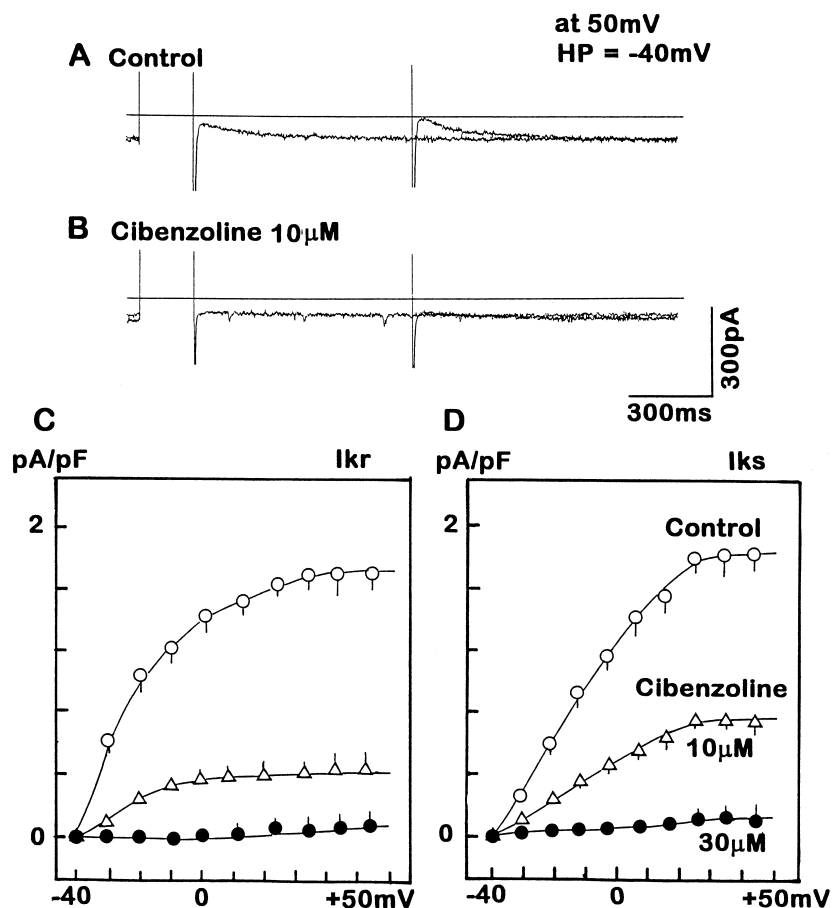 at 50mV
HP = -40mV
A Control
B Cibenzoline 10μM
300pA
300ms
C
D
pA/pF Ikr
pA/pF Iks
2
2
Control
Cibenzoline
10μM
30μM
0
0
-40 0 +50mV
-40 0 +50mV